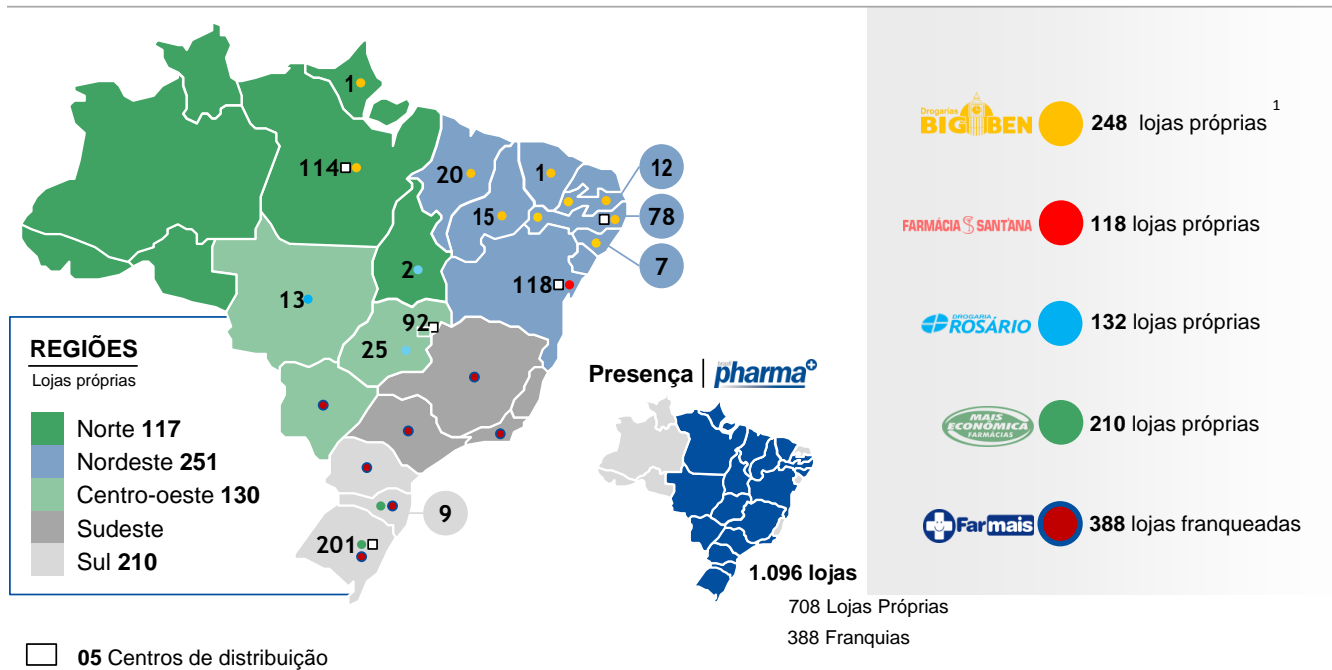 1
114
20
1
12
15
78
7
2
118
13
92
25
9
201
REGIÕES
Lojas próprias
Norte 117
Nordeste 251
Centro-oeste 130
Sudeste
Sul 210
05 Centros de distribuição
Presença | brasil pharma+
1.096 lojas
708 Lojas Próprias
388 Franquias
Drogarias
BIG BEN
248 lojas próprias 1
FARMÁCIA SANT'ANA
118 lojas próprias
DROGARIA
ROSÁRIO
132 lojas próprias
MAIS
ECONÔMICA
FARMÁCIAS
210 lojas próprias
Farmais
388 lojas franqueadas